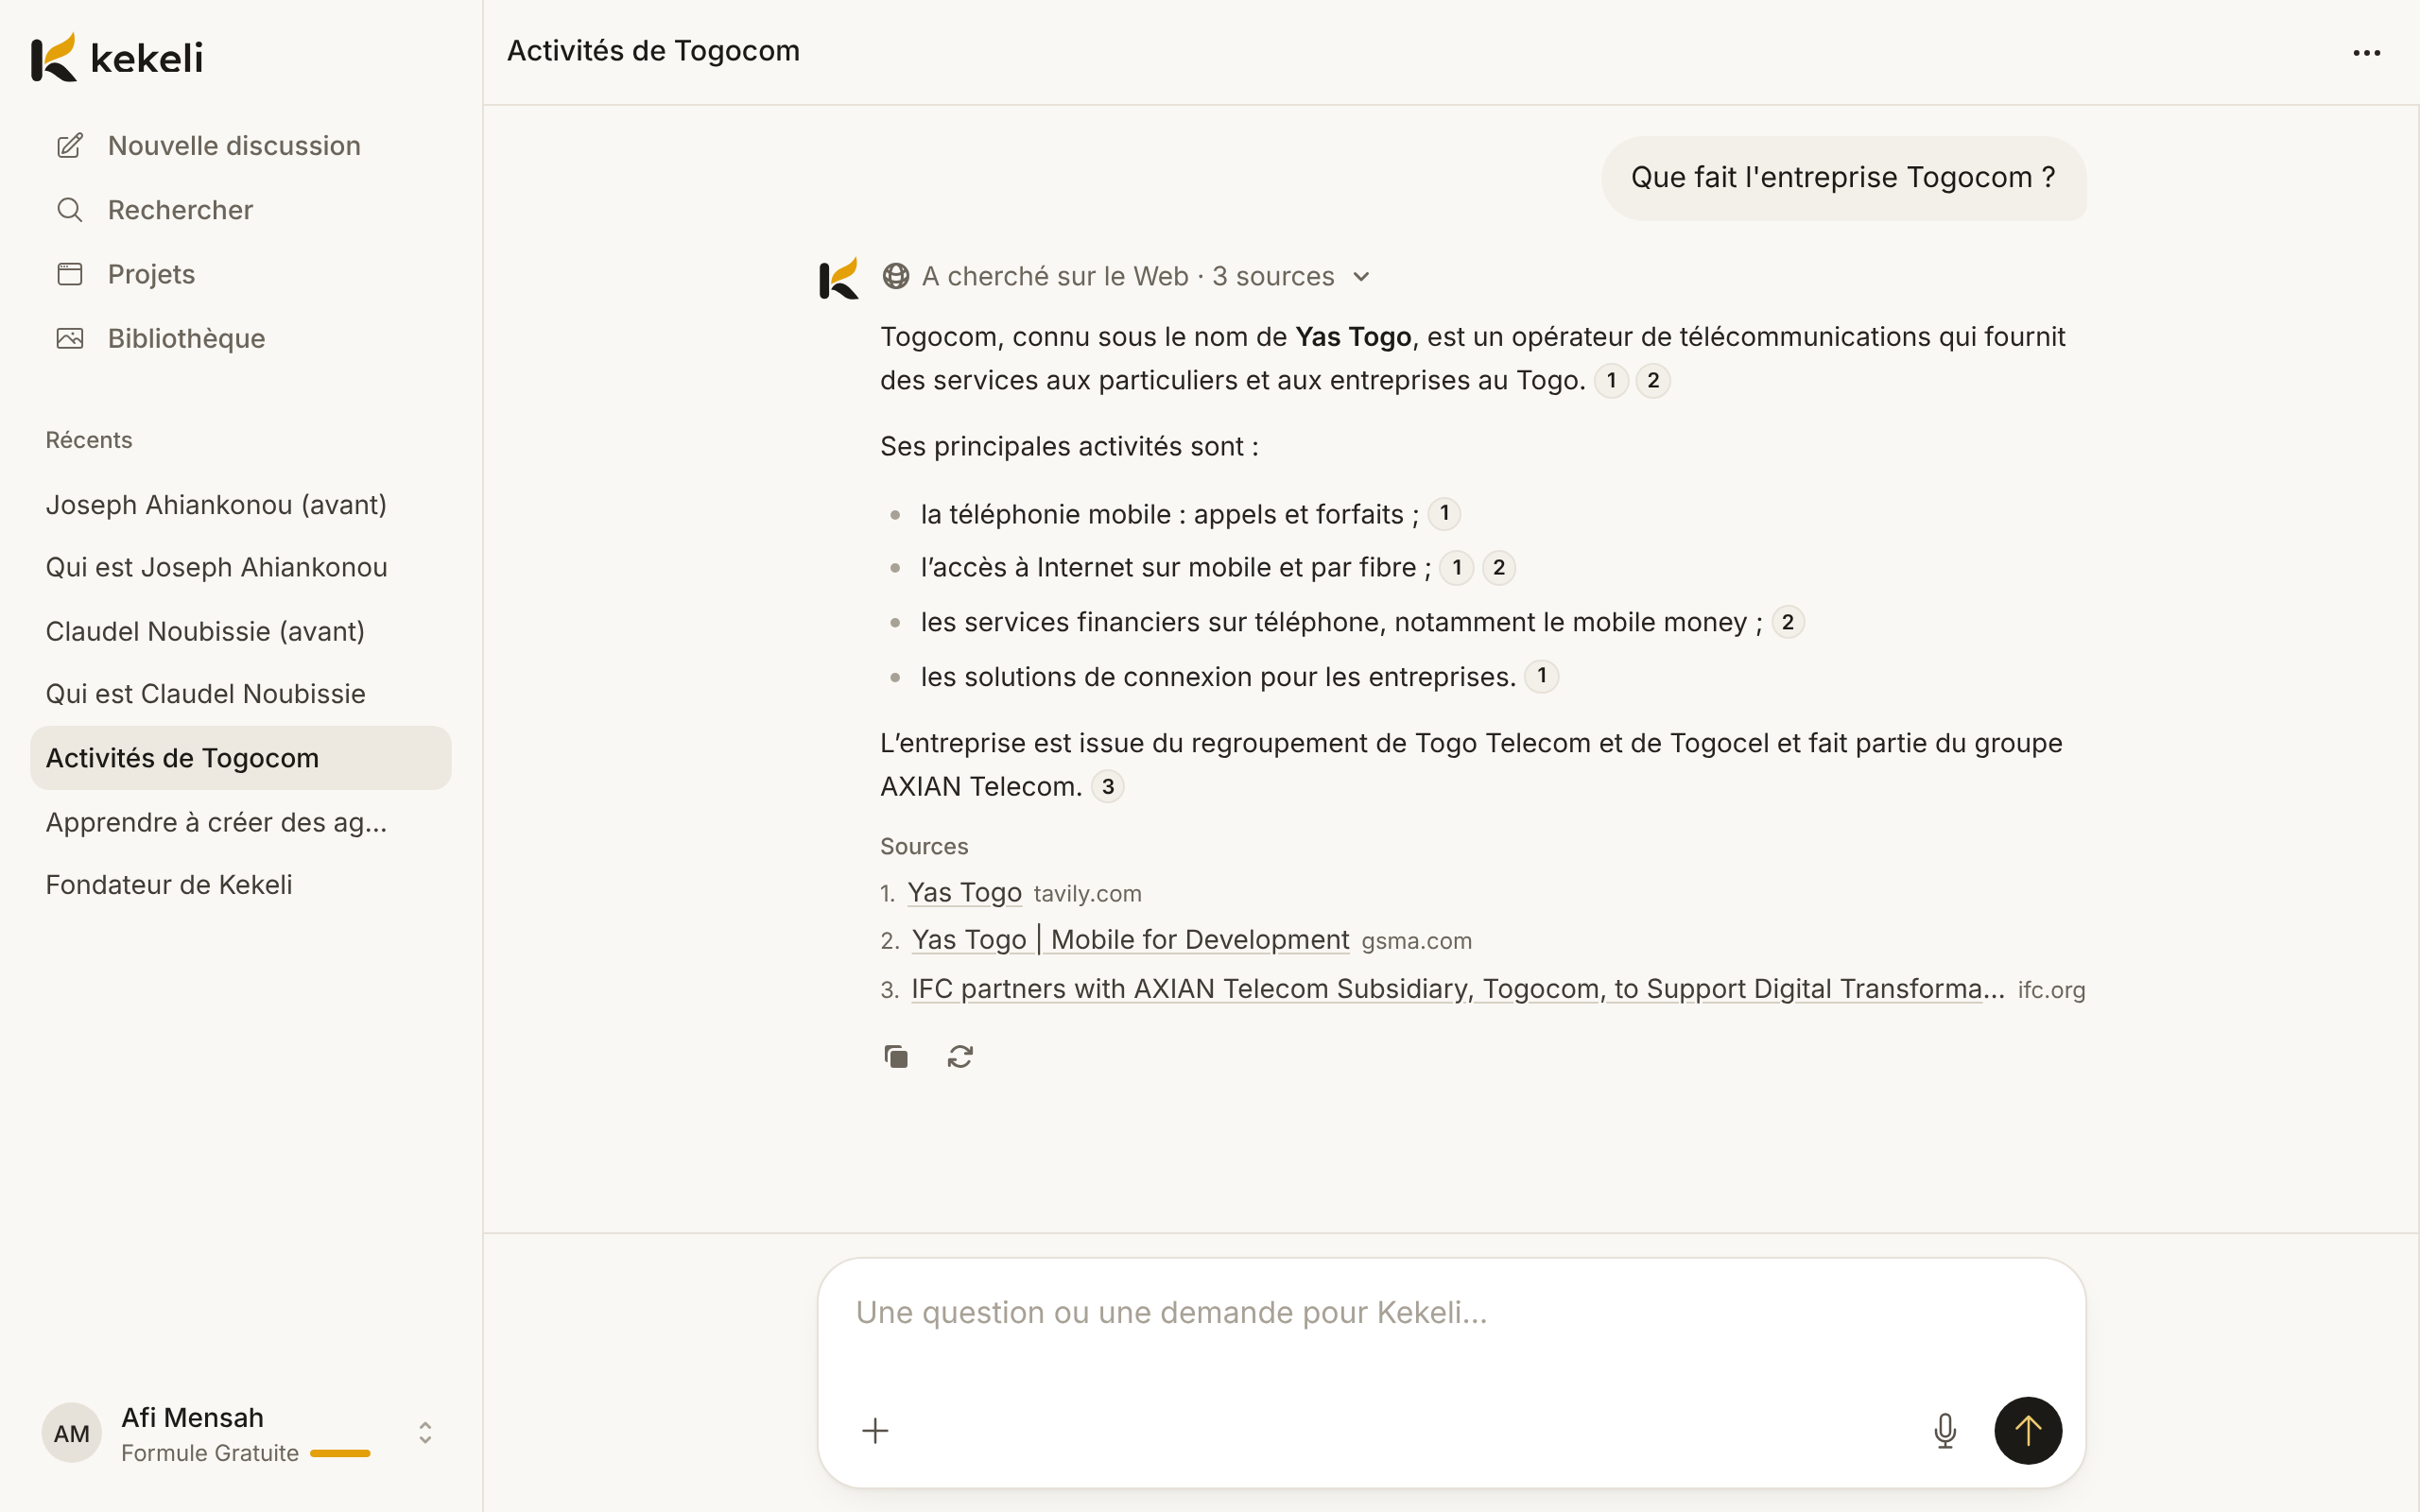 kekeli
Nouvelle discussion
Rechercher
Projets
Bibliothèque
Récents
Joseph Ahiankonou (avant)
Qui est Joseph Ahiankonou
Claudel Noubissie (avant)
Qui est Claudel Noubissie
Activités de Togocom
Apprendre à créer des ag...
Fondateur de Kekeli
AM
Afi Mensah
Formule Gratuite
Activités de Togocom
Que fait l'entreprise Togocom ?
A cherché sur le Web · 3 sources
Togocom, connu sous le nom de Yas Togo, est un opérateur de télécommunications qui fournit
des services aux particuliers et aux entreprises au Togo. 1 2
Ses principales activités sont :
• la téléphonie mobile : appels et forfaits ; 1
• l’accès à Internet sur mobile et par fibre ; 1 2
• les services financiers sur téléphone, notamment le mobile money ; 2
• les solutions de connexion pour les entreprises. 1
L’entreprise est issue du regroupement de Togo Telecom et de Togocel et fait partie du groupe
AXIAN Telecom. 3
Sources
1. Yas Togo tavily.com
2. Yas Togo | Mobile for Development gsma.com
3. IFC partners with AXIAN Telecom Subsidiary, Togocom, to Support Digital Transforma... ifc.org
Une question ou une demande pour Kekeli...